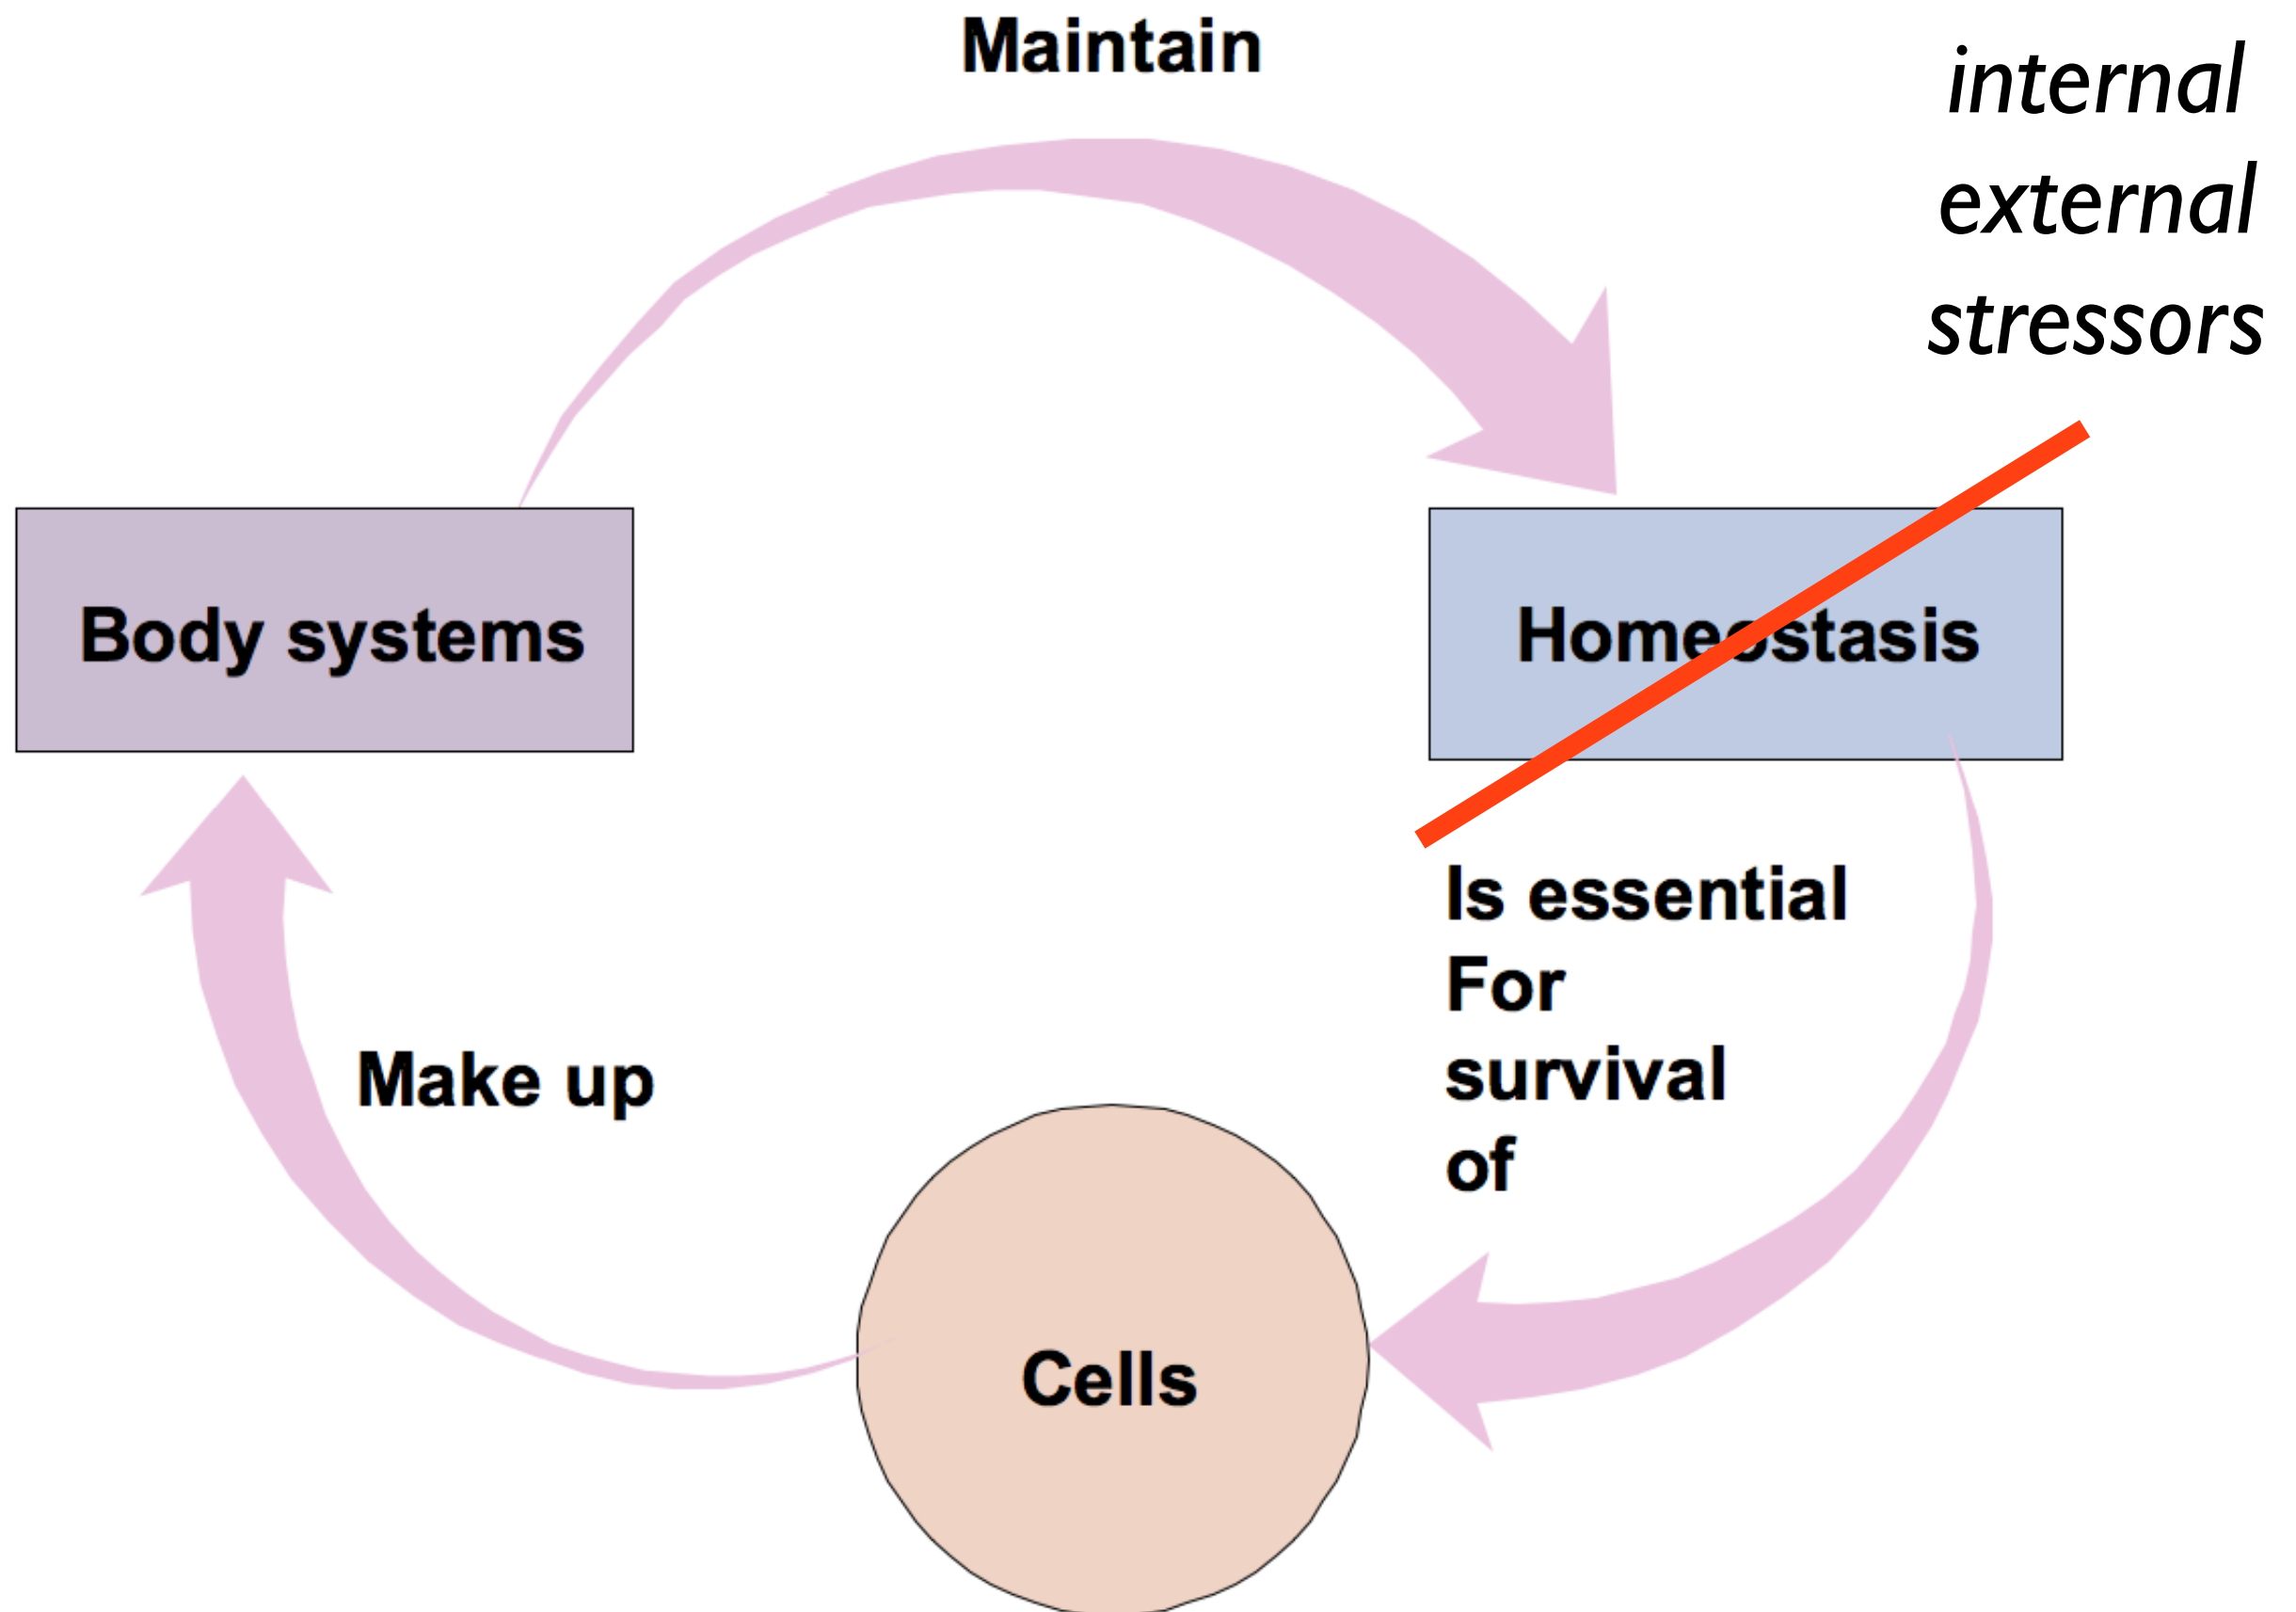 Maintain
internal
external
stressors
Body systems
Homeostasis
Is essential
For
survival
of
Make up
Cells